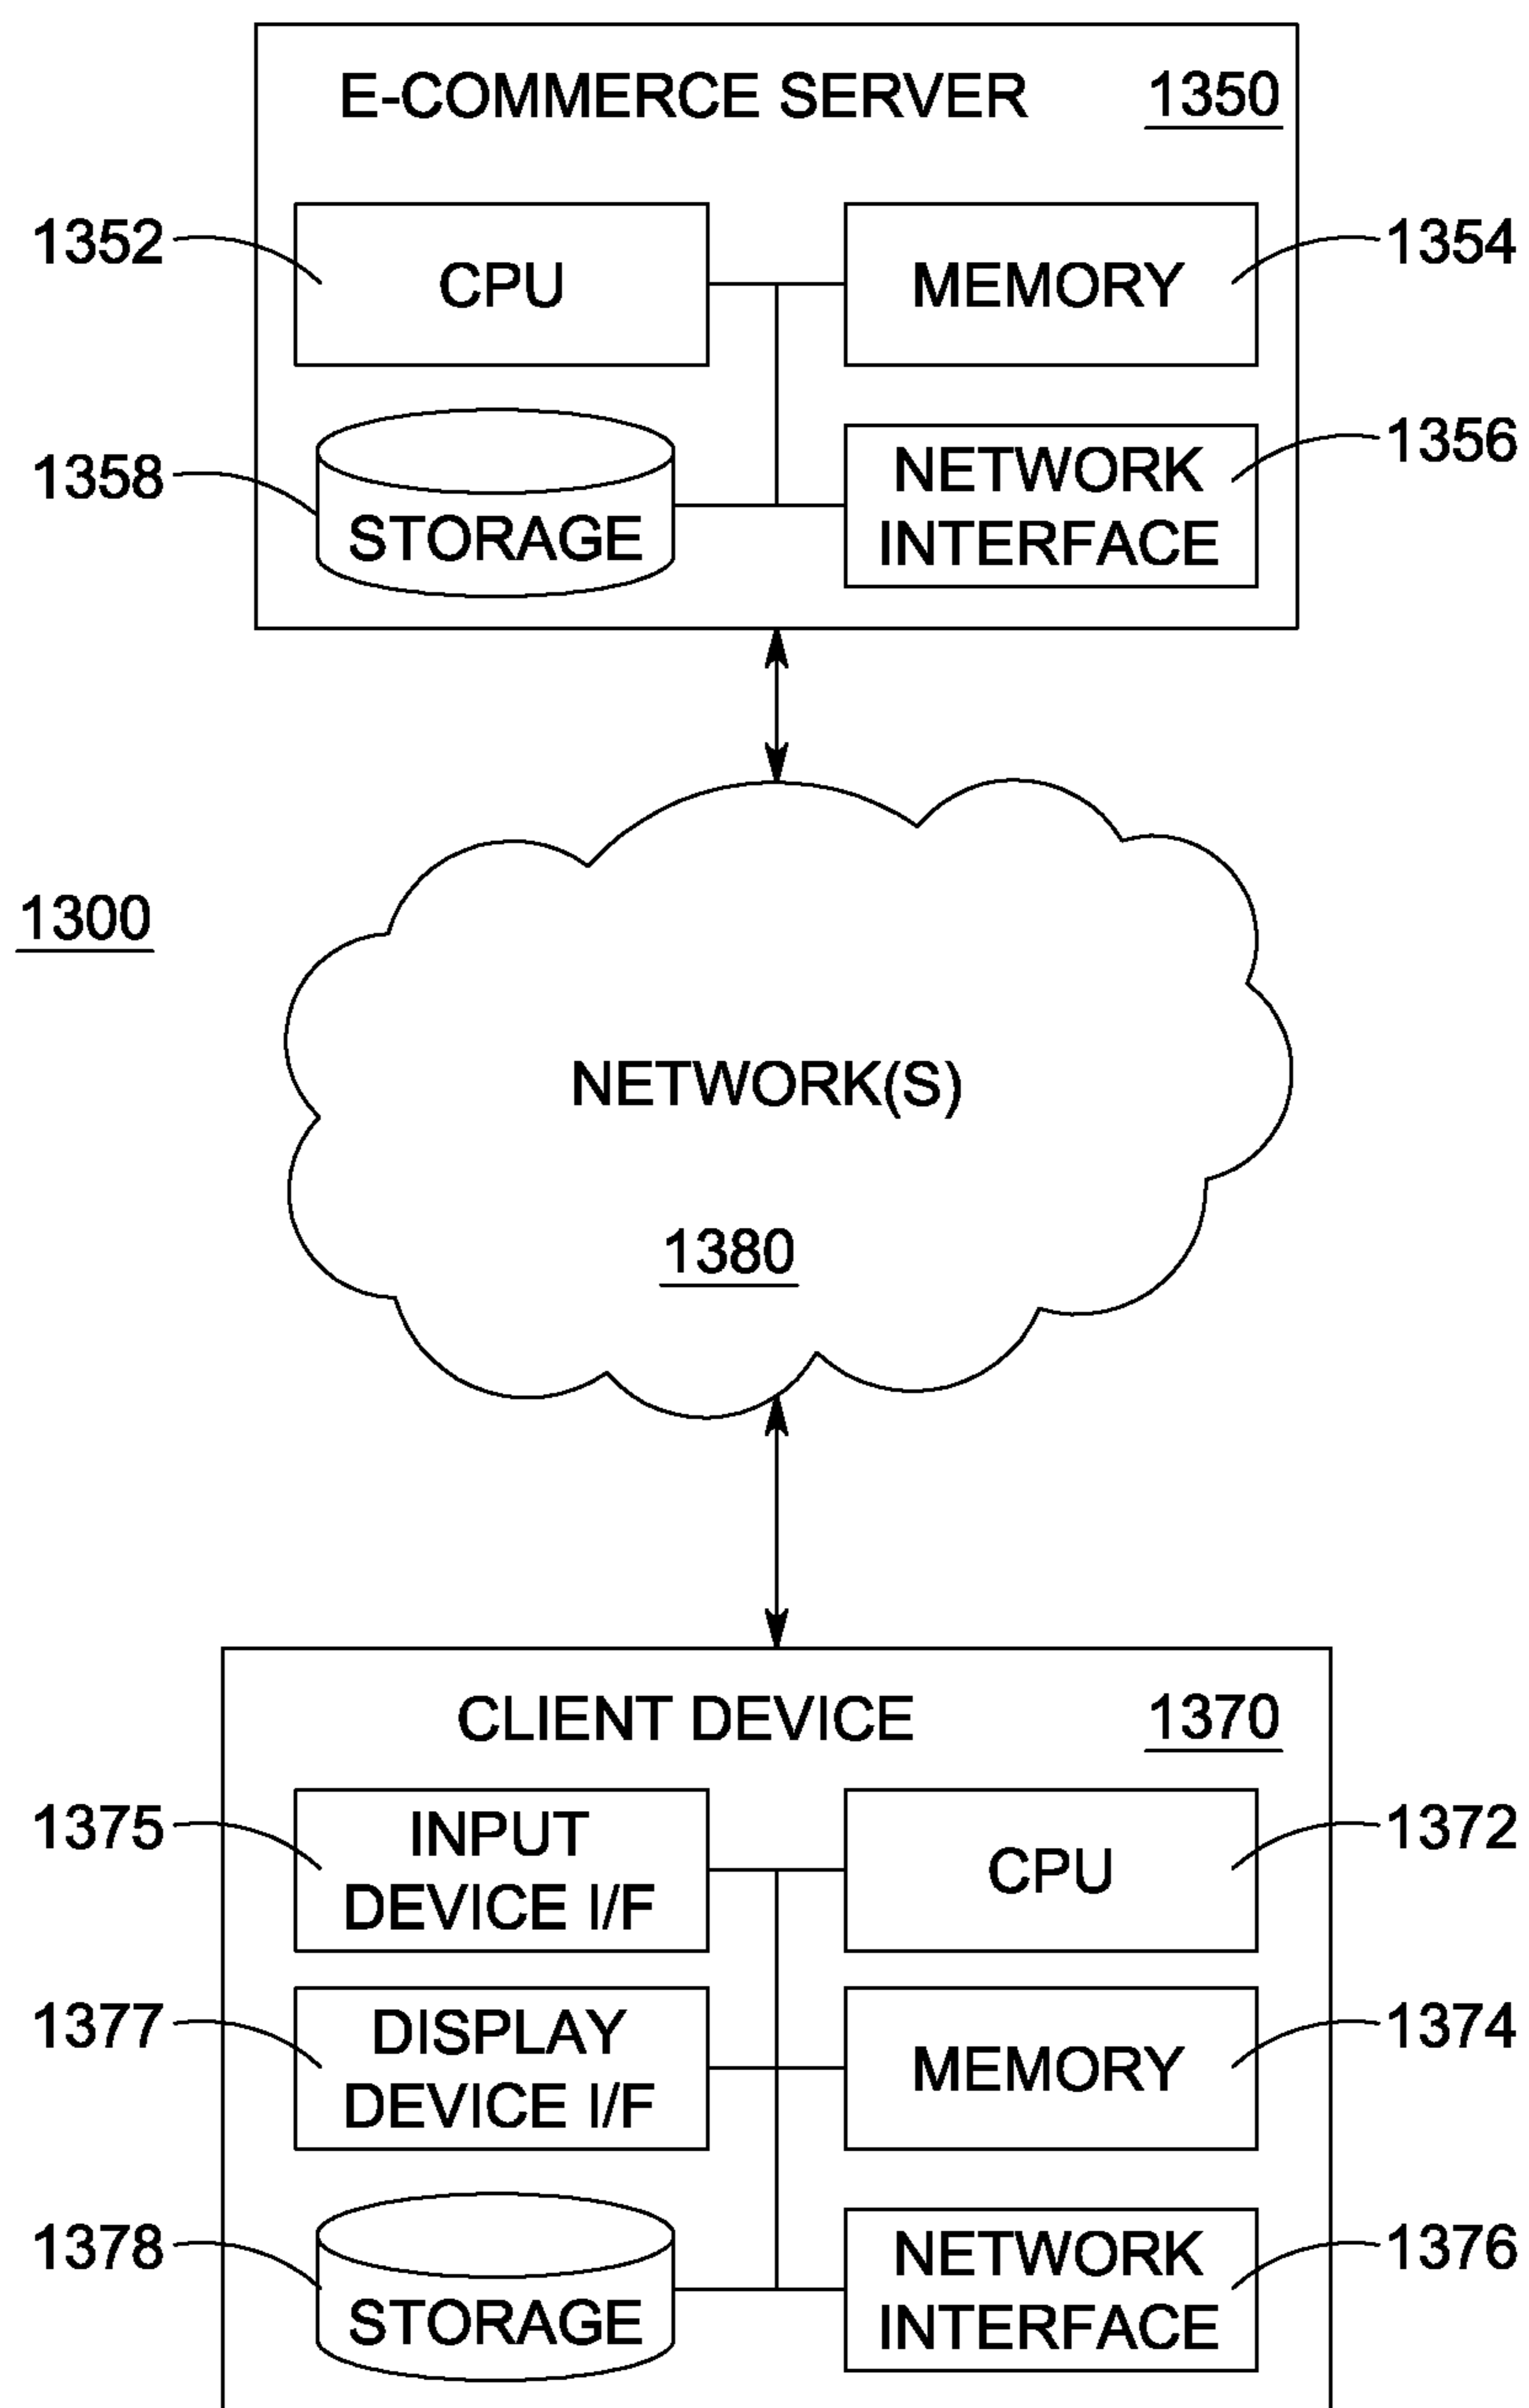 E-COMMERCE SERVER 1350
1352
CPU
MEMORY
1354
1358
STORAGE
NETWORK
INTERFACE
1356
1300
NETWORK(S)
1380
CLIENT DEVICE 1370
1375
INPUT
DEVICE I/F
CPU
1372
1377
DISPLAY
DEVICE I/F
MEMORY
1374
1378
STORAGE
NETWORK
INTERFACE
1376